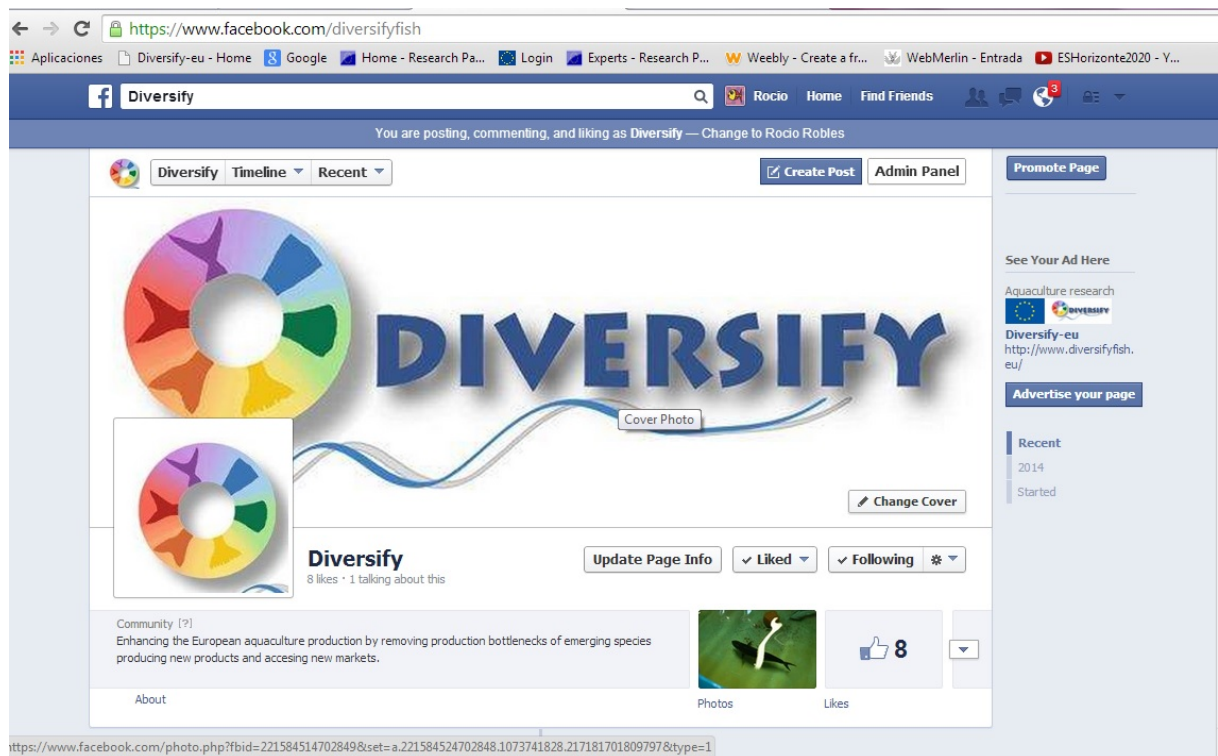 https://www.facebook.com/diversifyfish
Aplicaciones Diversify-eu - Home Google Home - Research Pa... Login Experts - Research P... Weebly - Create a fr... WebMerlin - Entrada ESHorizonte2020 - Y...
Diversify Rocio Home Find Friends 3
You are posting, commenting, and liking as Diversify — Change to Rocio Robles
Diversify Timeline Recent Create Post Admin Panel
Promote Page
DIVERSIFY
Cover Photo
Change Cover
See Your Ad Here
Aquaculture research
DIVERSIFY
Diversify-eu
http://www.diversifyfish.
eu/
Advertise your page
Recent
2014
Started
Diversify
8 likes · 1 talking about this
Update Page Info Liked Following
Community [?]
Enhancing the European aquaculture production by removing production bottlenecks of emerging species
producing new products and accesing new markets.
8
About
Photos Likes
https://www.facebook.com/photo.php?fbid=221584514702849&set=a.221584524702848.1073741828.217181701809797&type=1